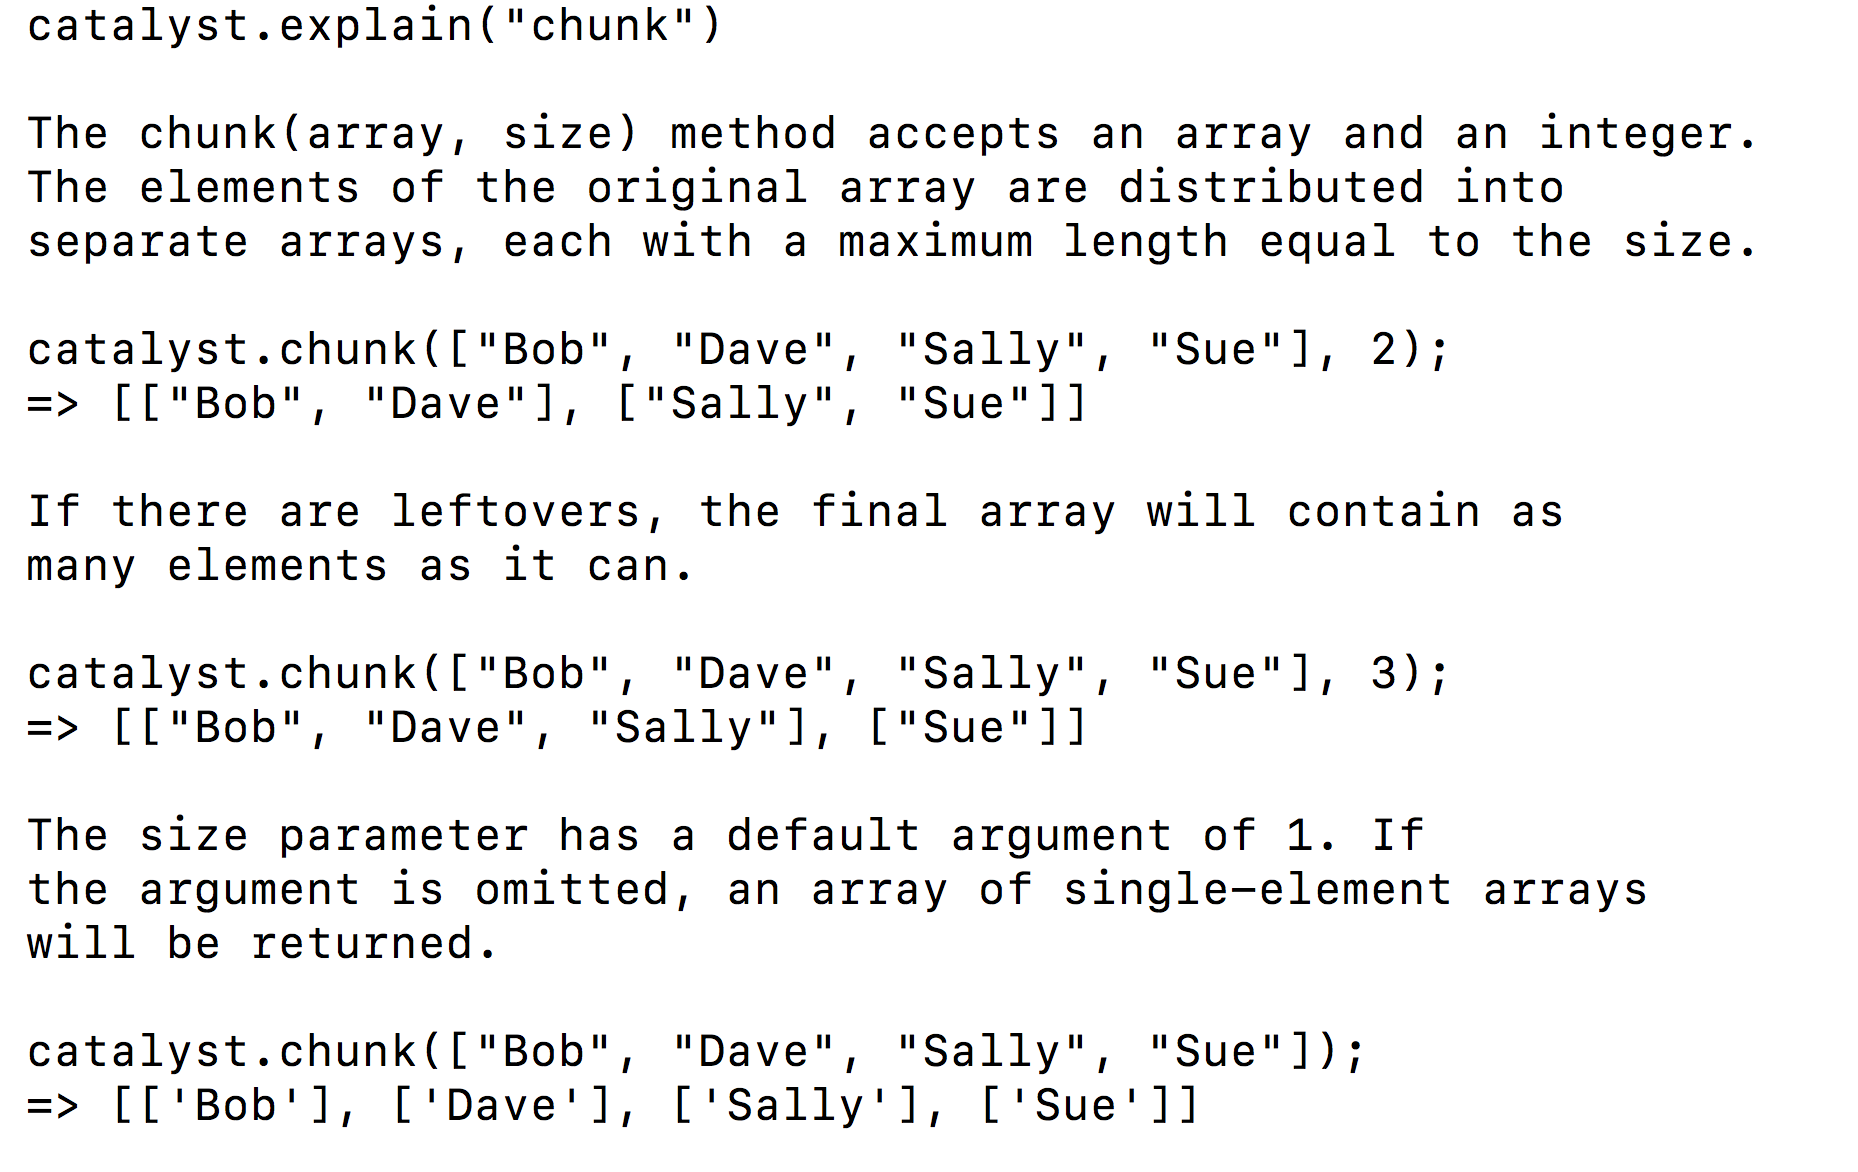 catalyst.explain("chunk")
The chunk(array, size) method accepts an array and an integer.
The elements of the original array are distributed into
separate arrays, each with a maximum length equal to the size.
catalyst.chunk(["Bob", "Dave", "Sally", "Sue"], 2);
=> [["Bob", "Dave"], ["Sally", "Sue"]]
If there are leftovers, the final array will contain as
many elements as it can.
catalyst.chunk(["Bob", "Dave", "Sally", "Sue"], 3);
=> [["Bob", "Dave", "Sally"], ["Sue"]]
The size parameter has a default argument of 1. If
the argument is omitted, an array of single-element arrays
will be returned.
catalyst.chunk(["Bob", "Dave", "Sally", "Sue"]);
=> [['Bob'], ['Dave'], ['Sally'], ['Sue']]